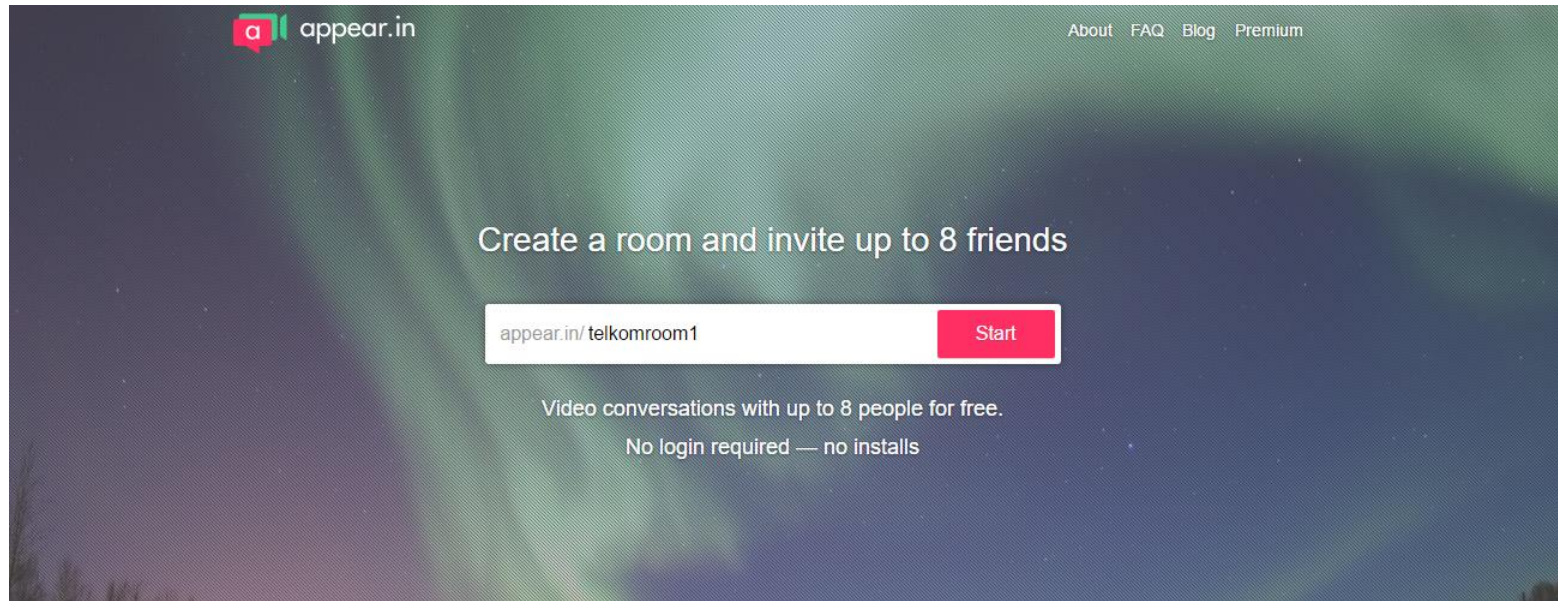 a appear.in
About FAQ Blog Premium
Create a room and invite up to 8 friends
appear.in/ telkomroom1 Start
Video conversations with up to 8 people for free.
No login required — no installs